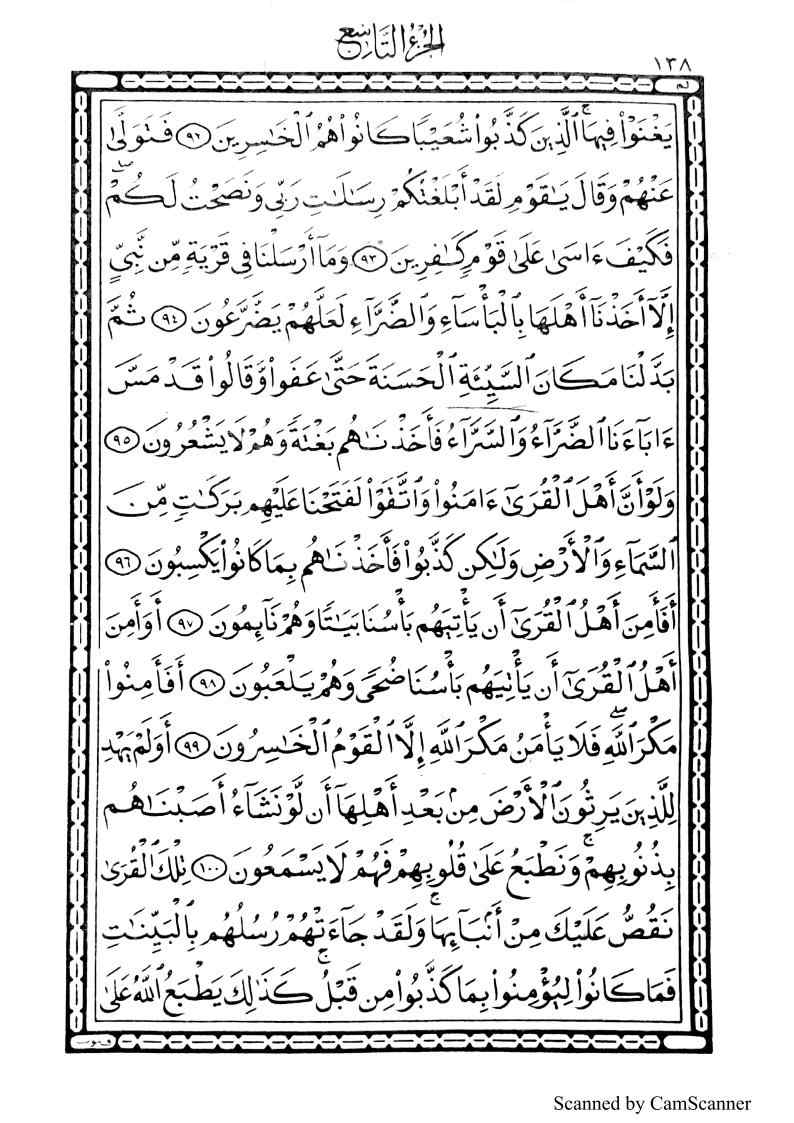 الجزء التاسع
١٣٨
لم
يَغْنَوْا۟ فِيهَا ۚ ٱلَّذِينَ كَذَّبُوا۟ شُعَيْبًا كَانُوا۟ هُمُ ٱلْخَـٰسِرِينَ ﴿٩٢﴾ فَتَوَلَّىٰ
عَنْهُمْ وَقَالَ يَـٰقَوْمِ لَقَدْ أَبْلَغْتُكُمْ رِسَـٰلَـٰتِ رَبِّى وَنَصَحْتُ لَكُمْ ۖ
فَكَيْفَ ءَاسَىٰ عَلَىٰ قَوْمٍ كَـٰفِرِينَ ﴿٩٣﴾ وَمَآ أَرْسَلْنَا فِى قَرْيَةٍ مِّن نَّبِىٍّ
إِلَّآ أَخَذْنَآ أَهْلَهَا بِٱلْبَأْسَآءِ وَٱلضَّرَّآءِ لَعَلَّهُمْ يَضَّرَّعُونَ ﴿٩٤﴾ ثُمَّ
بَدَّلْنَا مَكَانَ ٱلسَّيِّئَةِ ٱلْحَسَنَةَ حَتَّىٰ عَفَوا۟ وَّقَالُوا۟ قَدْ مَسَّ
ءَابَآءَنَا ٱلضَّرَّآءُ وَٱلسَّرَّآءُ فَأَخَذْنَـٰهُم بَغْتَةً وَهُمْ لَا يَشْعُرُونَ ﴿٩٥﴾
وَلَوْ أَنَّ أَهْلَ ٱلْقُرَىٰٓ ءَامَنُوا۟ وَٱتَّقَوْا۟ لَفَتَحْنَا عَلَيْهِم بَرَكَـٰتٍ مِّنَ
ٱلسَّمَآءِ وَٱلْأَرْضِ وَلَـٰكِن كَذَّبُوا۟ فَأَخَذْنَـٰهُم بِمَا كَانُوا۟ يَكْسِبُونَ ﴿٩٦﴾
أَفَأَمِنَ أَهْلُ ٱلْقُرَىٰٓ أَن يَأْتِيَهُم بَأْسُنَا بَيَـٰتًا وَهُمْ نَآئِمُونَ ﴿٩٧﴾ أَوَأَمِنَ
أَهْلُ ٱلْقُرَىٰٓ أَن يَأْتِيَهُم بَأْسُنَا ضُحًى وَهُمْ يَلْعَبُونَ ﴿٩٨﴾ أَفَأَمِنُوا۟
مَكْرَ ٱللَّهِ ۚ فَلَا يَأْمَنُ مَكْرَ ٱللَّهِ إِلَّا ٱلْقَوْمُ ٱلْخَـٰسِرُونَ ﴿٩٩﴾ أَوَلَمْ يَهْدِ
لِلَّذِينَ يَرِثُونَ ٱلْأَرْضَ مِنۢ بَعْدِ أَهْلِهَآ أَن لَّوْ نَشَآءُ أَصَبْنَـٰهُم
بِذُنُوبِهِمْ ۚ وَنَطْبَعُ عَلَىٰ قُلُوبِهِمْ فَهُمْ لَا يَسْمَعُونَ ﴿١٠٠﴾ تِلْكَ ٱلْقُرَىٰ
نَقُصُّ عَلَيْكَ مِنْ أَنۢبَآئِهَا ۚ وَلَقَدْ جَآءَتْهُمْ رُسُلُهُم بِٱلْبَيِّنَـٰتِ
فَمَا كَانُوا۟ لِيُؤْمِنُوا۟ بِمَا كَذَّبُوا۟ مِن قَبْلُ ۚ كَذَٰلِكَ يَطْبَعُ ٱللَّهُ عَلَىٰ
قلوب
Scanned by CamScanner